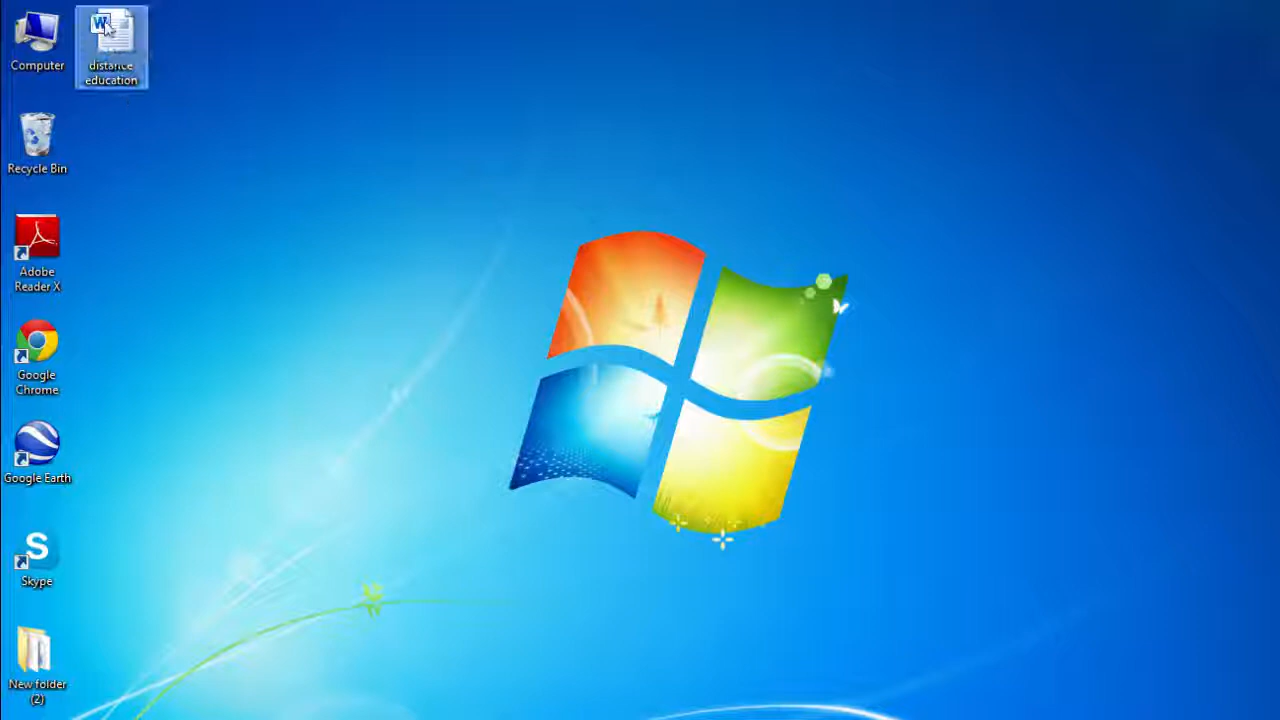 Computer
distance
education
Recycle Bin
Adobe
Reader X
Google
Chrome
Google Earth
S
Skype
New folder
(2)
W